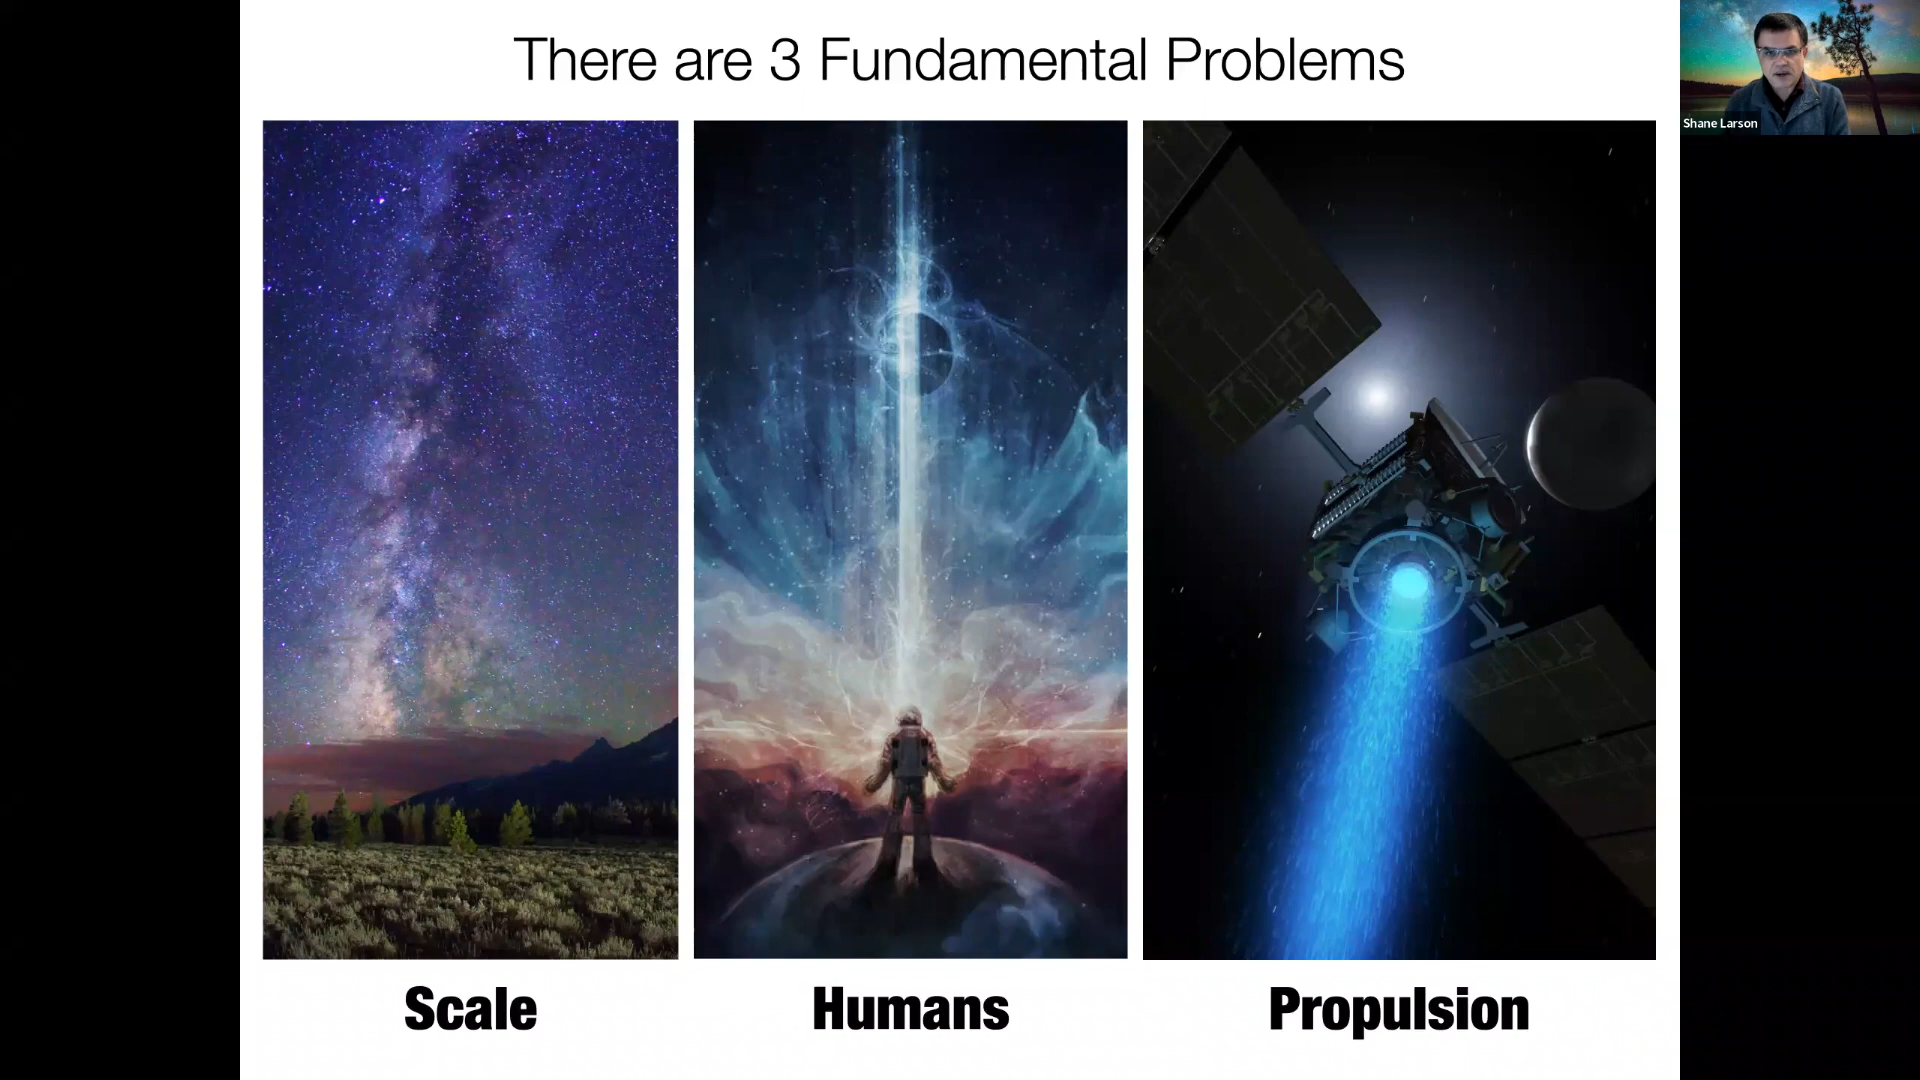 There are 3 Fundamental Problems
Shane Larson
Scale
Humans
Propulsion